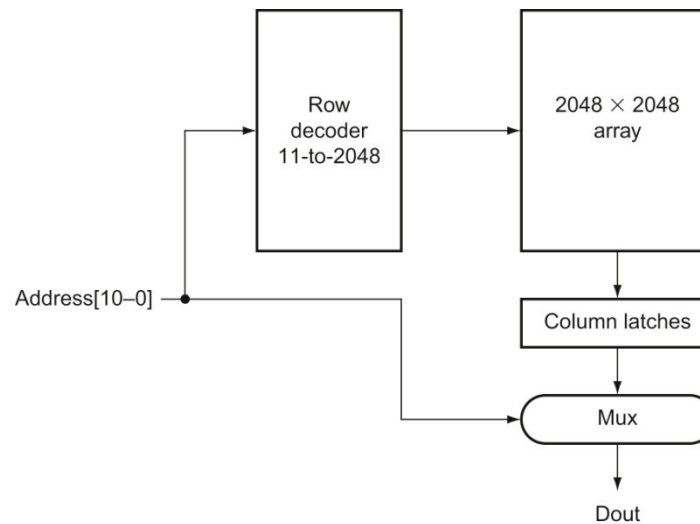 Row
decoder
11-to-2048
2048 × 2048
array
Address[10–0]
Column latches
Mux
Dout